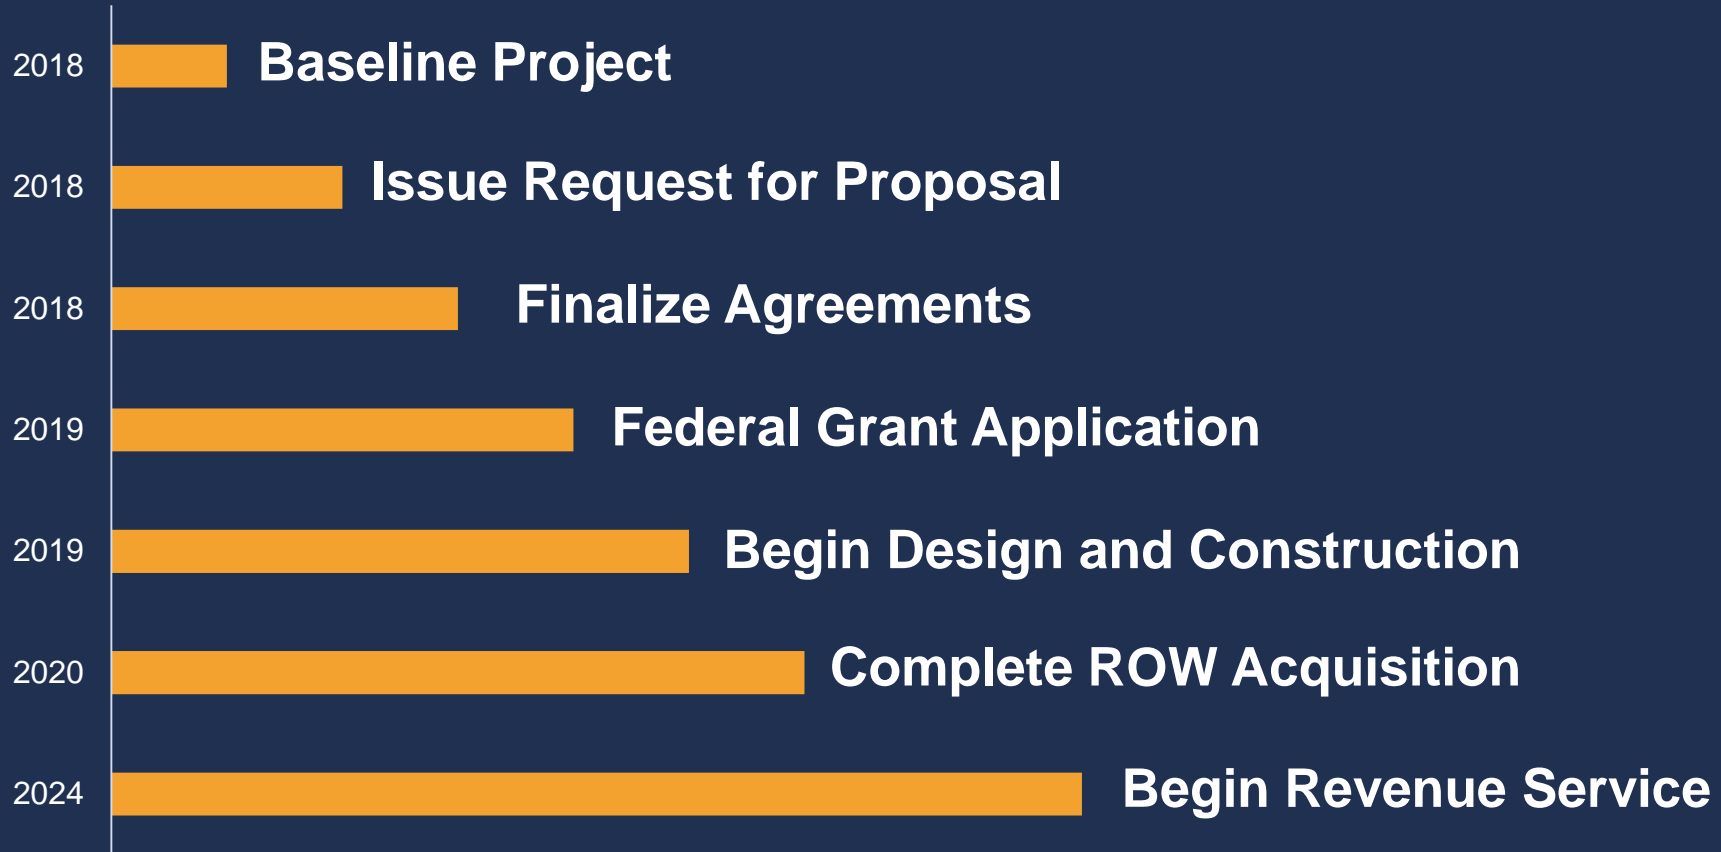 2018 Baseline Project
2018 Issue Request for Proposal
2018 Finalize Agreements
2019 Federal Grant Application
2019 Begin Design and Construction
2020 Complete ROW Acquisition
2024 Begin Revenue Service